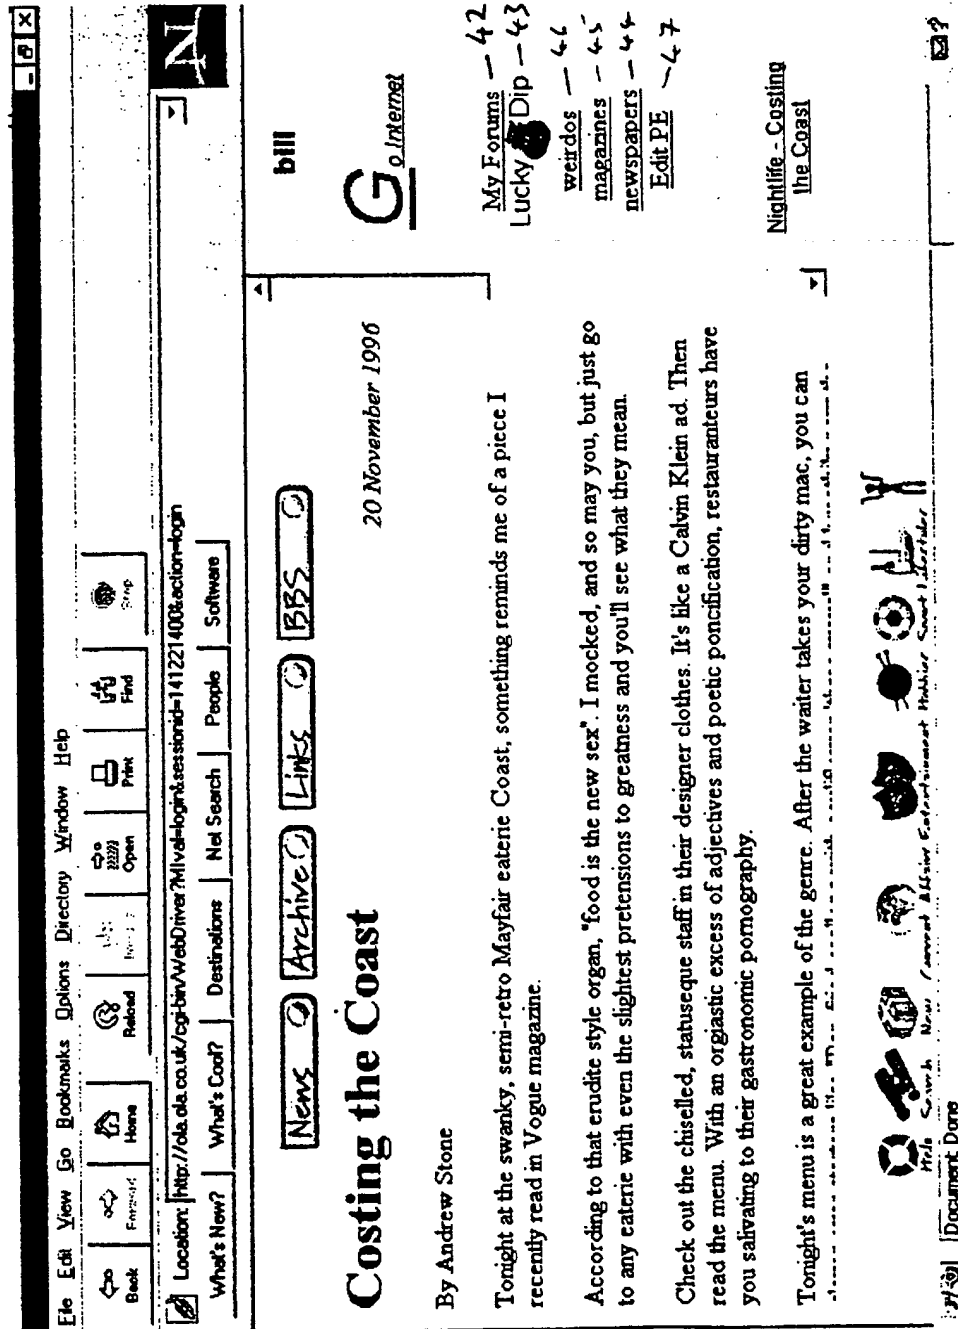 File Edit View Go Bookmarks Options Directory Window Help
Back Forward Home Reload Open Print Find Stop
Location: http://ola.ola.co.uk/cgi-bin/WebDriver?MIval=login&sessionid=141221400&action=login
What's New? What's Cool? Destinations Net Search People Software
N
News Archive Links BBS
bill
Costing the Coast
20 November 1996
Go Internet
By Andrew Stone
Tonight at the swanky, semi-retro Mayfair eaterie Coast, something reminds me of a piece I
recently read in Vogue magazine.
According to that erudite style organ, "food is the new sex". I mocked, and so may you, but just go
to any eaterie with even the slightest pretensions to greatness and you'll see what they mean.
Check out the chiselled, statuseque staff in their designer clothes. It's like a Calvin Klein ad. Then
read the menu. With an orgiastic excess of adjectives and poetic poncification, restauranteurs have
you salivating to their gastronomic pornography.
Tonight's menu is a great example of the genre. After the waiter takes your dirty mac, you can
My Forums — 42
Lucky Dip — 43
weirdos — 46
magazines — 45
newspapers — 44
Edit PE — 47
Nightlife - Costing
the Coast
Help Search News Current Affairs Entertainment Hobbies Sport Lifestyles
Document: Done